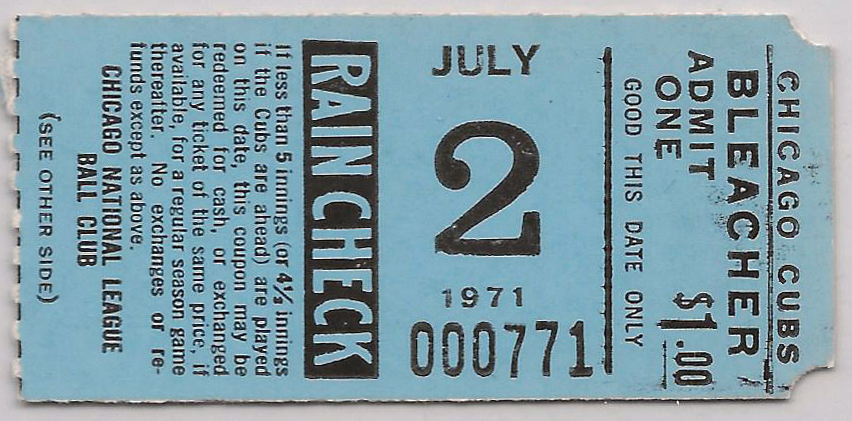 CHICAGO CUBS
BLEACHER
ADMIT
ONE
$1.00
GOOD THIS DATE ONLY
JULY
2
1971
000771
RAIN CHECK
If less than 5 innings (or 4½ innings
if the Cubs are ahead) are played
on this date, this coupon may be
redeemed for cash, or exchanged
for any ticket of the same price, if
available, for a regular season game
thereafter. No exchanges or re-
funds except as above.
CHICAGO NATIONAL LEAGUE
BALL CLUB
(SEE OTHER SIDE)